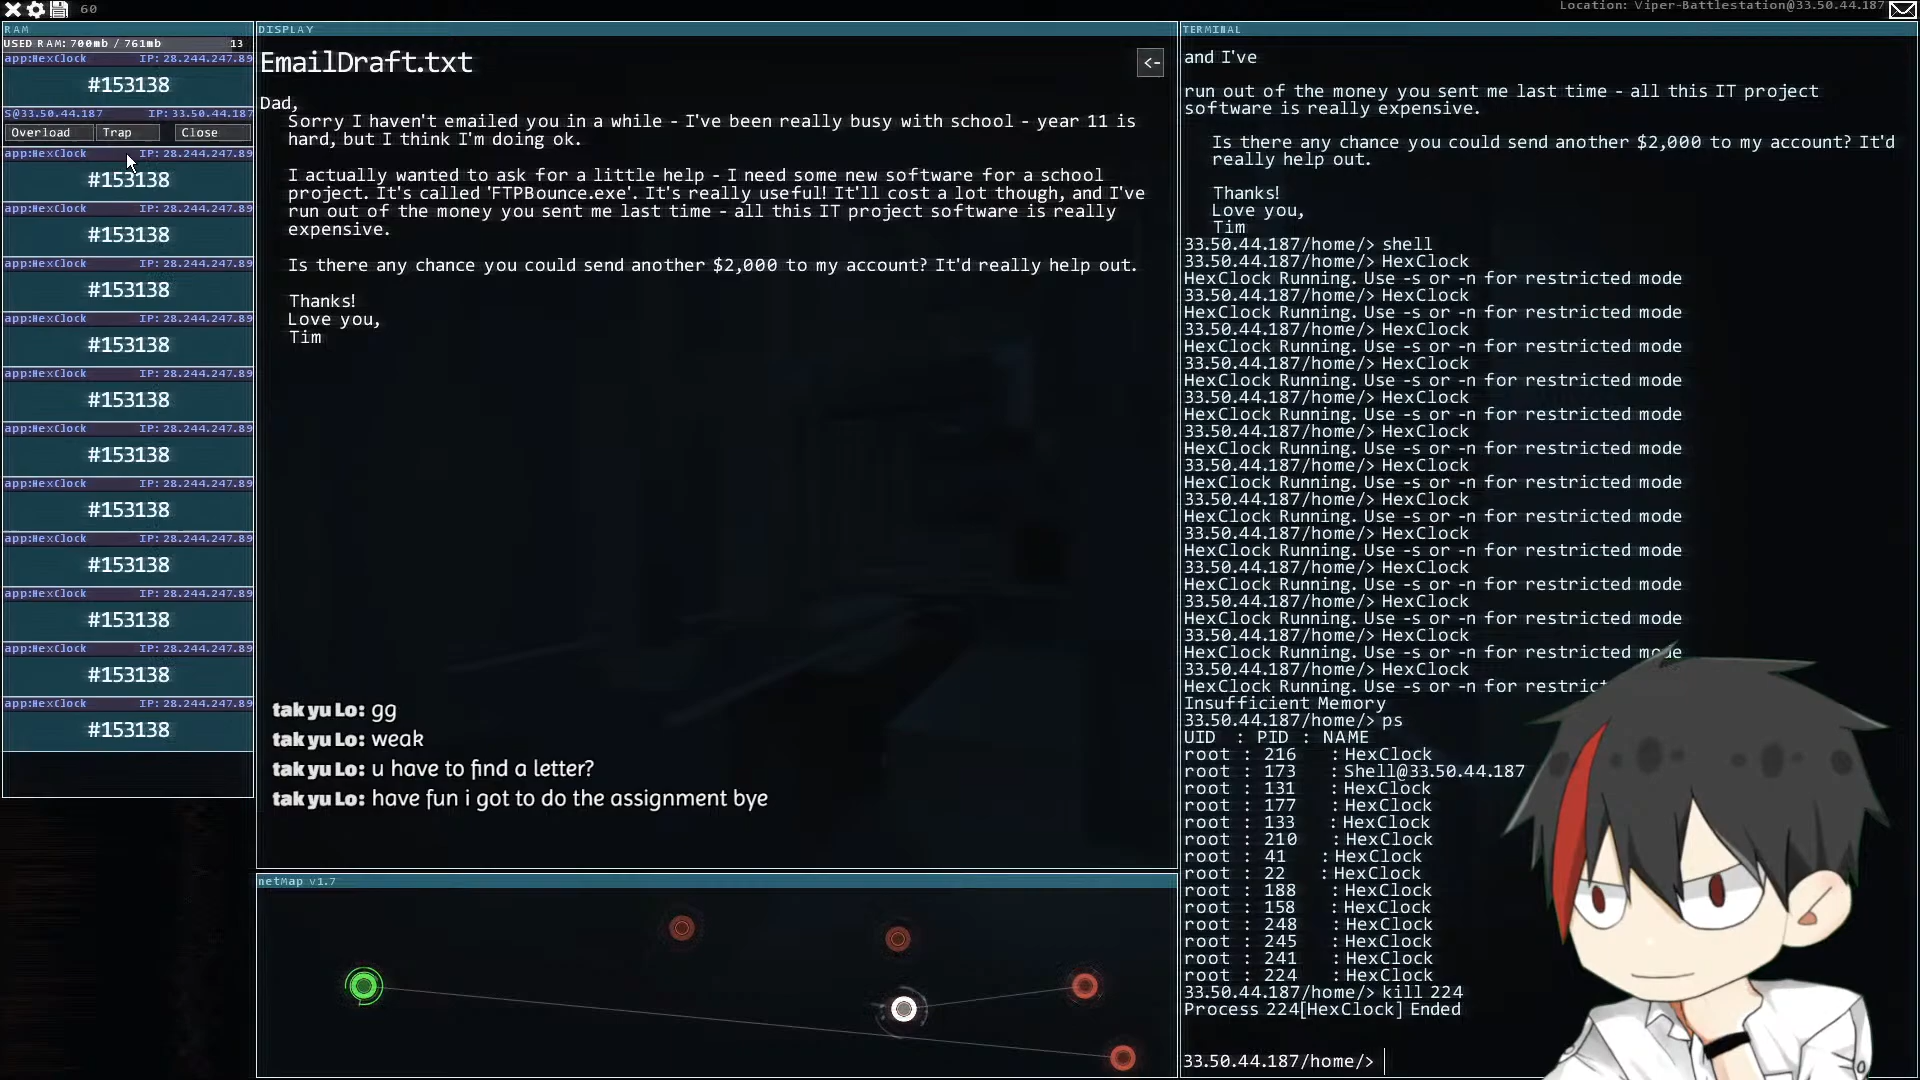 60
Location: Viper-Battlestation@33.50.44.187
RAM
USED RAM: 700mb / 761mb 13
app:HexClock IP: 28.244.247.89
#153138
S@33.50.44.187 IP: 33.50.44.187
Overload Trap Close
app:HexClock IP: 28.244.247.89
#153138
app:HexClock IP: 28.244.247.89
#153138
app:HexClock IP: 28.244.247.89
#153138
app:HexClock IP: 28.244.247.89
#153138
app:HexClock IP: 28.244.247.89
#153138
app:HexClock IP: 28.244.247.89
#153138
app:HexClock IP: 28.244.247.89
#153138
app:HexClock IP: 28.244.247.89
#153138
app:HexClock IP: 28.244.247.89
#153138
app:HexClock IP: 28.244.247.89
#153138
app:HexClock IP: 28.244.247.89
#153138
DISPLAY
EmailDraft.txt
<-
Dad,
Sorry I haven't emailed you in a while - I've been really busy with school - year 11 is
hard, but I think I'm doing ok.
I actually wanted to ask for a little help - I need some new software for a school
project. It's called 'FTPBounce.exe'. It's really useful! It'll cost a lot though, and I've
run out of the money you sent me last time - all this IT project software is really
expensive.
Is there any chance you could send another $2,000 to my account? It'd really help out.
Thanks!
Love you,
Tim
tak yu Lo: gg
tak yu Lo: weak
tak yu Lo: u have to find a letter?
tak yu Lo: have fun i got to do the assignment bye
netMap v1.7
TERMINAL
and I've
run out of the money you sent me last time - all this IT project
software is really expensive.
Is there any chance you could send another $2,000 to my account? It'd
really help out.
Thanks!
Love you,
Tim
33.50.44.187/home/> shell
33.50.44.187/home/> HexClock
HexClock Running. Use -s or -n for restricted mode
33.50.44.187/home/> HexClock
HexClock Running. Use -s or -n for restricted mode
33.50.44.187/home/> HexClock
HexClock Running. Use -s or -n for restricted mode
33.50.44.187/home/> HexClock
HexClock Running. Use -s or -n for restricted mode
33.50.44.187/home/> HexClock
HexClock Running. Use -s or -n for restricted mode
33.50.44.187/home/> HexClock
HexClock Running. Use -s or -n for restricted mode
33.50.44.187/home/> HexClock
HexClock Running. Use -s or -n for restricted mode
33.50.44.187/home/> HexClock
HexClock Running. Use -s or -n for restricted mode
33.50.44.187/home/> HexClock
HexClock Running. Use -s or -n for restricted mode
33.50.44.187/home/> HexClock
HexClock Running. Use -s or -n for restricted mode
33.50.44.187/home/> HexClock
HexClock Running. Use -s or -n for restricted mode
33.50.44.187/home/> HexClock
HexClock Running. Use -s or -n for restricted mode
33.50.44.187/home/> HexClock
HexClock Running. Use -s or -n for restrict
Insufficient Memory
33.50.44.187/home/> ps
UID : PID : NAME
root : 216 : HexClock
root : 173 : Shell@33.50.44.187
root : 131 : HexClock
root : 177 : HexClock
root : 133 : HexClock
root : 210 : HexClock
root : 41 : HexClock
root : 22 : HexClock
root : 188 : HexClock
root : 158 : HexClock
root : 248 : HexClock
root : 245 : HexClock
root : 241 : HexClock
root : 224 : HexClock
33.50.44.187/home/> kill 224
Process 224[HexClock] Ended
33.50.44.187/home/>